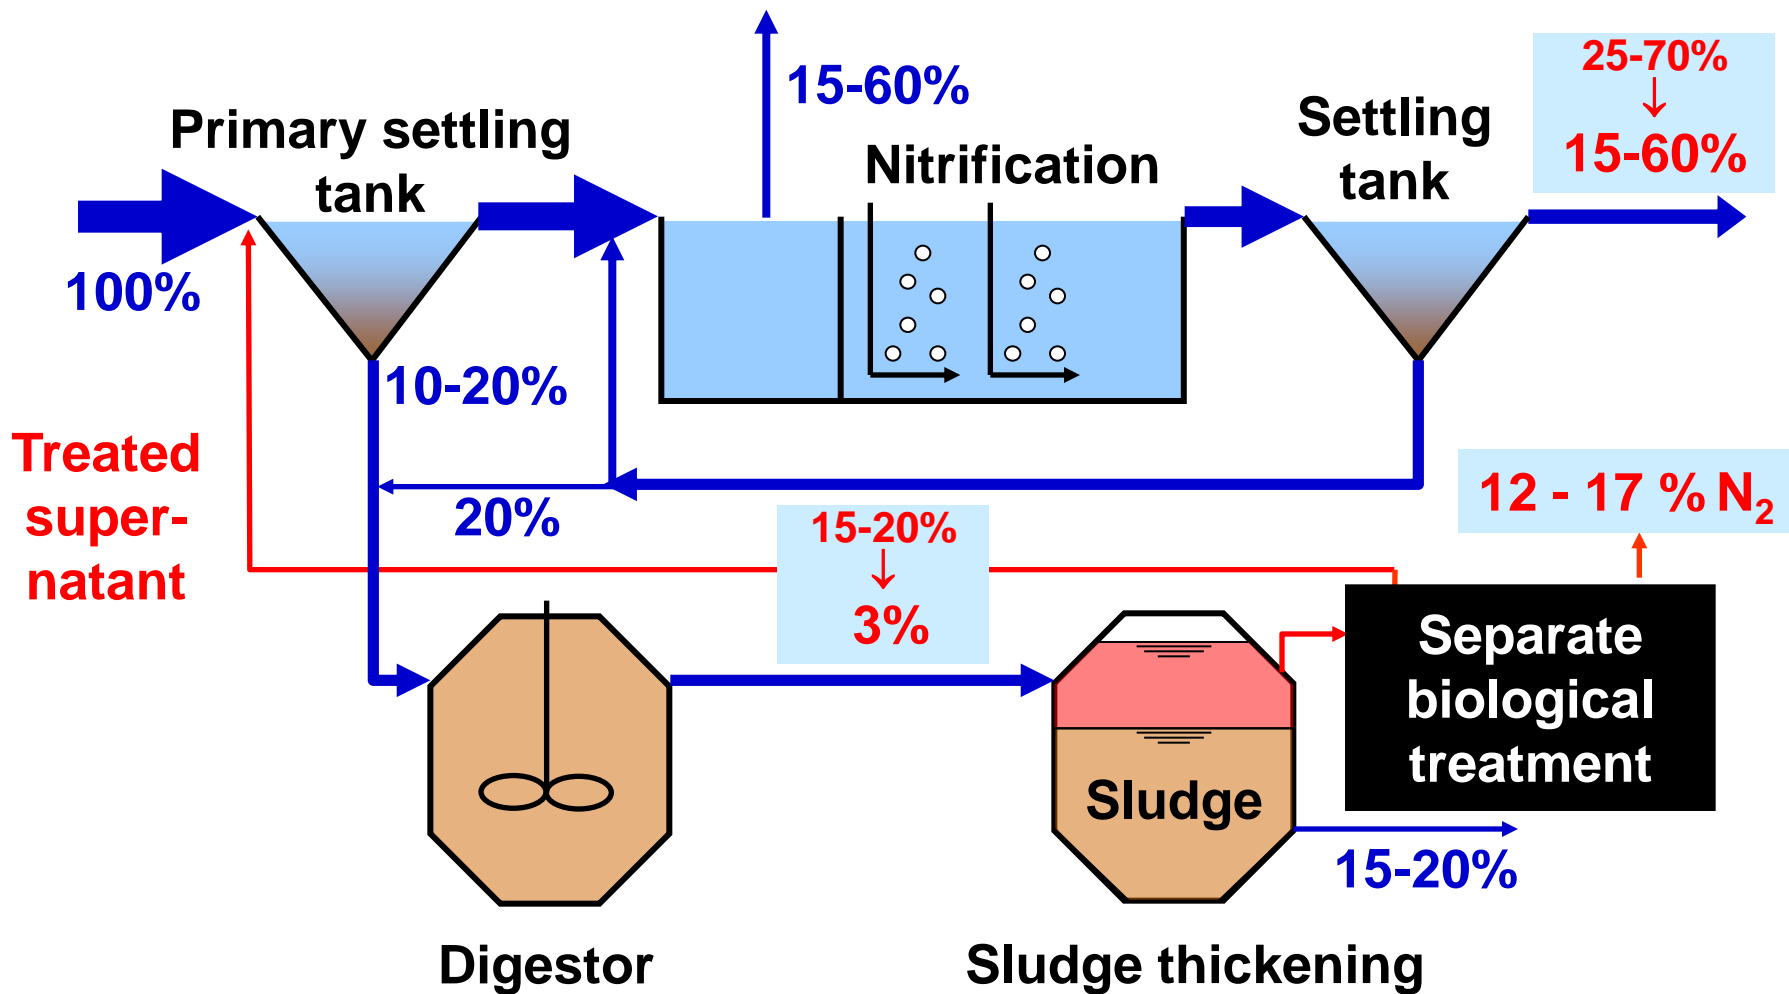 15-60%
25-70%
↓
15-60%
Primary settling
tank
Nitrification
Settling
tank
100%
10-20%
Treated
super-
natant
20%
15-20%
↓
3%
12 - 17 % N₂
Separate
biological
treatment
Sludge
15-20%
Digestor
Sludge thickening